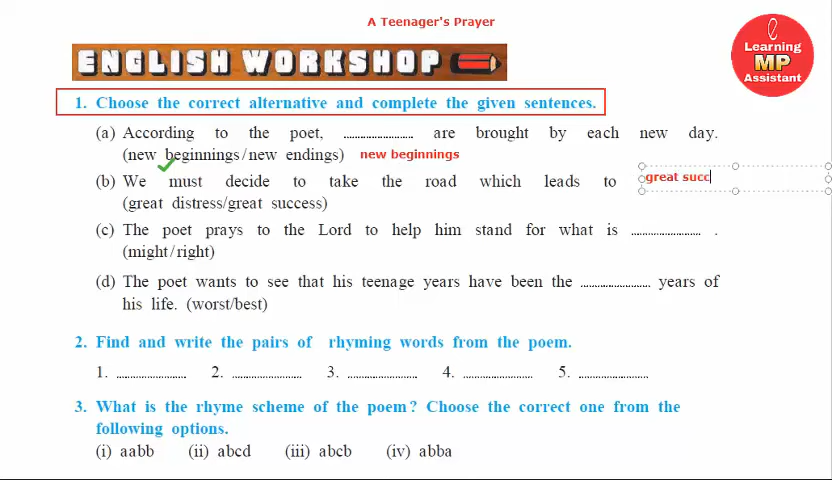 A Teenager's Prayer
Learning
MP
Assistant
ENGLISH WORKSHOP
1. Choose the correct alternative and complete the given sentences.
(a) According to the poet, ........................ are brought by each new day.
(new beginnings/new endings) new beginnings
(b) We must decide to take the road which leads to great succ
(great distress/great success)
(c) The poet prays to the Lord to help him stand for what is ........................ .
(might/right)
(d) The poet wants to see that his teenage years have been the ........................ years of
his life. (worst/best)
2. Find and write the pairs of rhyming words from the poem.
1. ........................ 2. ........................ 3. ........................ 4. ........................ 5. ........................
3. What is the rhyme scheme of the poem? Choose the correct one from the
following options.
(i) aabb (ii) abcd (iii) abcb (iv) abba